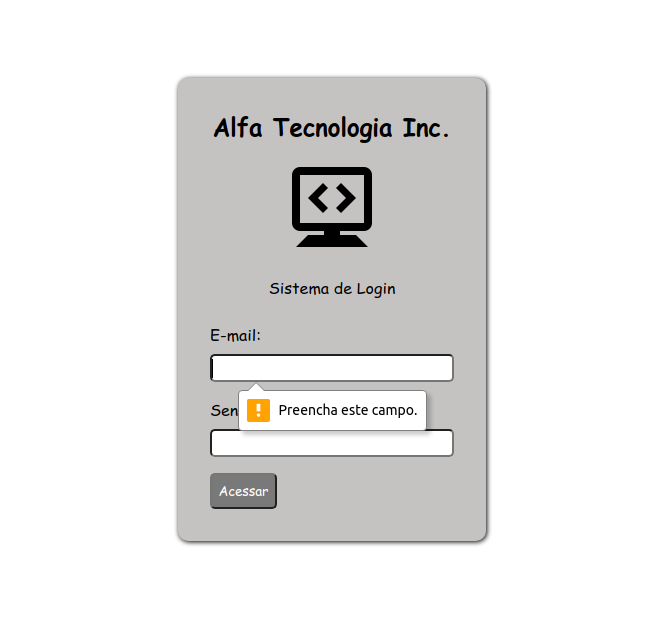 Alfa Tecnologia Inc.
Sistema de Login
E-mail:
Preencha este campo.
Sen
Acessar